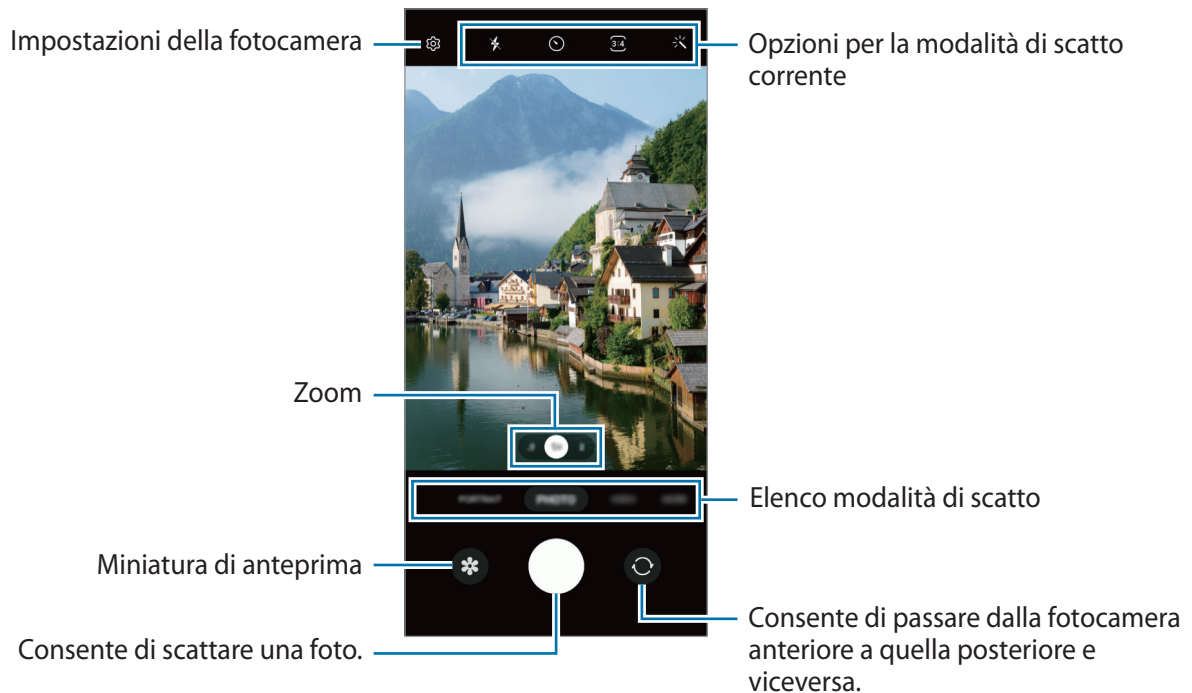 Impostazioni della fotocamera
Opzioni per la modalità di scatto
corrente
3:4
Zoom
PORTRAIT
PHOTO
Elenco modalità di scatto
Miniatura di anteprima
Consente di scattare una foto.
Consente di passare dalla fotocamera
anteriore a quella posteriore e
viceversa.